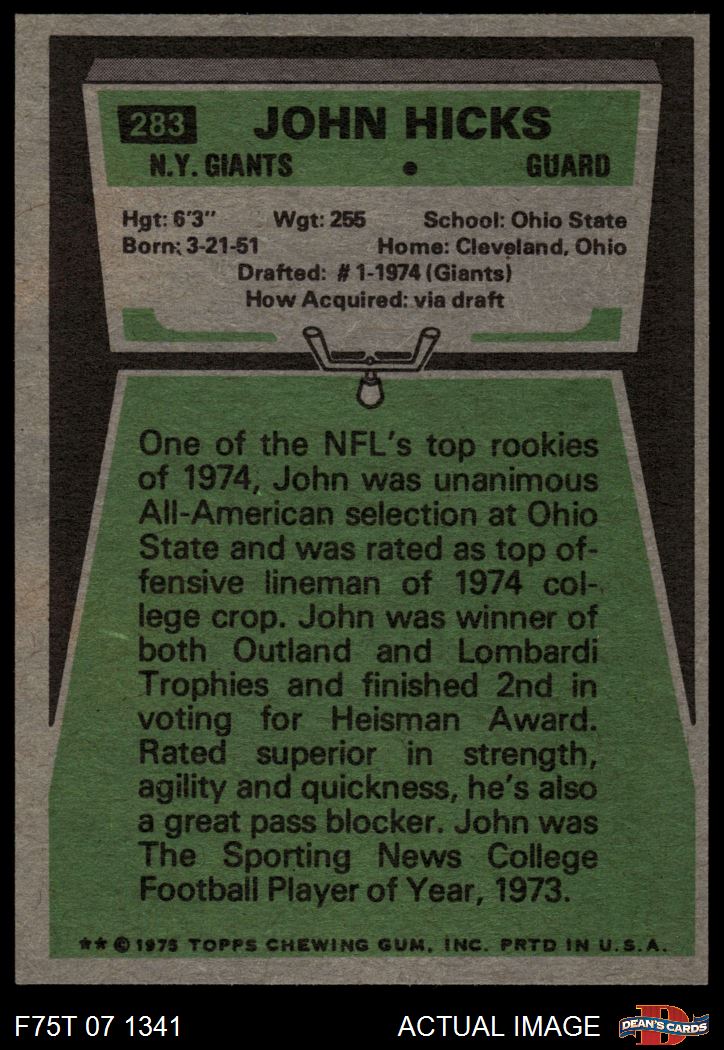 283 JOHN HICKS
N.Y. GIANTS • GUARD
Hgt: 6'3" Wgt: 255 School: Ohio State
Born: 3-21-51 Home: Cleveland, Ohio
Drafted: #1-1974 (Giants)
How Acquired: via draft
One of the NFL's top rookies
of 1974, John was unanimous
All-American selection at Ohio
State and was rated as top of-
fensive lineman of 1974 col-
lege crop. John was winner of
both Outland and Lombardi
Trophies and finished 2nd in
voting for Heisman Award.
Rated superior in strength,
agility and quickness, he's also
a great pass blocker. John was
The Sporting News College
Football Player of Year, 1973.
** © 1975 TOPPS CHEWING GUM, INC. PRTD IN U.S.A.
F75T 07 1341 ACTUAL IMAGE D DEAN'S CARDS